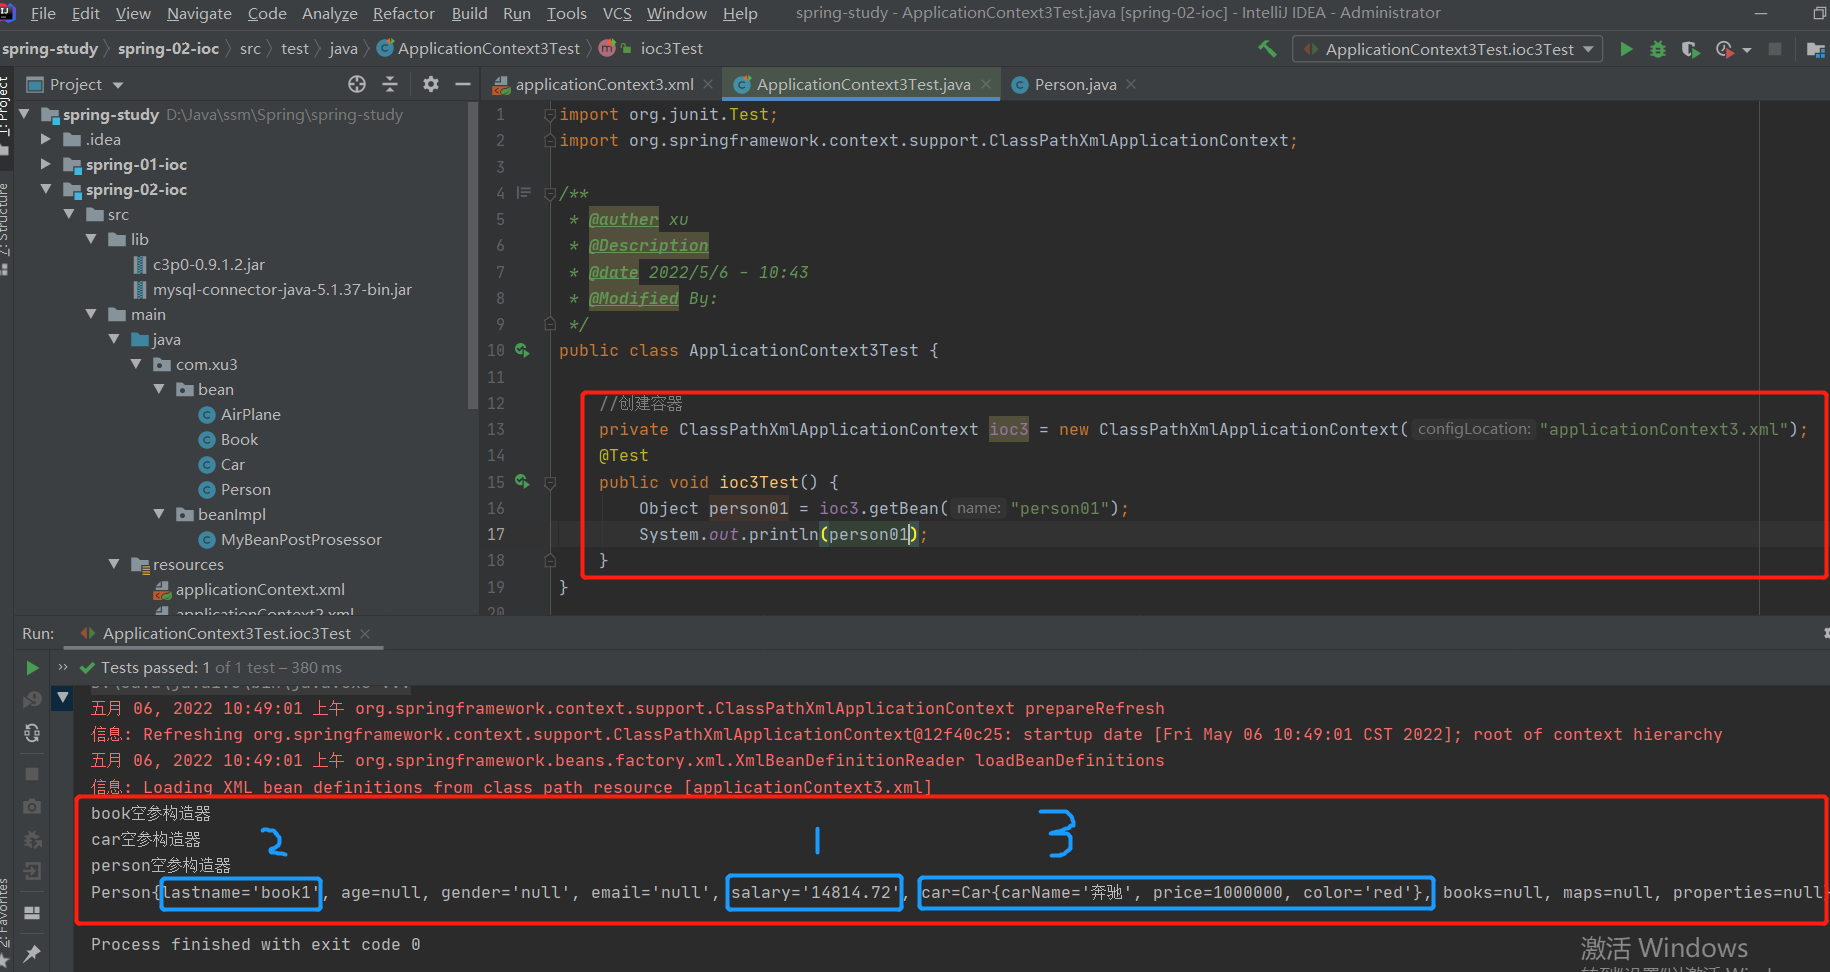 File Edit View Navigate Code Analyze Refactor Build Run Tools VCS Window Help spring-study - ApplicationContext3Test.java [spring-02-ioc] - IntelliJ IDEA - Administrator
spring-study spring-02-ioc src test java ApplicationContext3Test ioc3Test ApplicationContext3Test.ioc3Test
Project
applicationContext3.xml ApplicationContext3Test.java Person.java
1: Project
Z: Structure
2: Favorites
spring-study D:\Java\ssm\Spring\spring-study
.idea
spring-01-ioc
spring-02-ioc
src
lib
c3p0-0.9.1.2.jar
mysql-connector-java-5.1.37-bin.jar
main
java
com.xu3
bean
AirPlane
Book
Car
Person
beanImpl
MyBeanPostProsessor
resources
applicationContext.xml
applicationContext2.xml
1 import org.junit.Test;
2 import org.springframework.context.support.ClassPathXmlApplicationContext;
3
4 /**
5 * @auther xu
6 * @Description
7 * @date 2022/5/6 - 10:43
8 * @Modified By:
9 */
10 public class ApplicationContext3Test {
11
12 //创建容器
13 private ClassPathXmlApplicationContext ioc3 = new ClassPathXmlApplicationContext( configLocation: "applicationContext3.xml");
14 @Test
15 public void ioc3Test() {
16 Object person01 = ioc3.getBean( name: "person01");
17 System.out.println(person01);
18 }
19 }
20
Run: ApplicationContext3Test.ioc3Test
Tests passed: 1 of 1 test – 380 ms
五月 06, 2022 10:49:01 上午 org.springframework.context.support.ClassPathXmlApplicationContext prepareRefresh
信息: Refreshing org.springframework.context.support.ClassPathXmlApplicationContext@12f40c25: startup date [Fri May 06 10:49:01 CST 2022]; root of context hierarchy
五月 06, 2022 10:49:01 上午 org.springframework.beans.factory.xml.XmlBeanDefinitionReader loadBeanDefinitions
信息: Loading XML bean definitions from class path resource [applicationContext3.xml]
book空参构造器
car空参构造器
2 1 3
person空参构造器
Person{lastname='book1', age=null, gender='null', email='null', salary='14814.72', car=Car{carName='奔驰', price=1000000, color='red'}, books=null, maps=null, properties=null
Process finished with exit code 0
激活 Windows